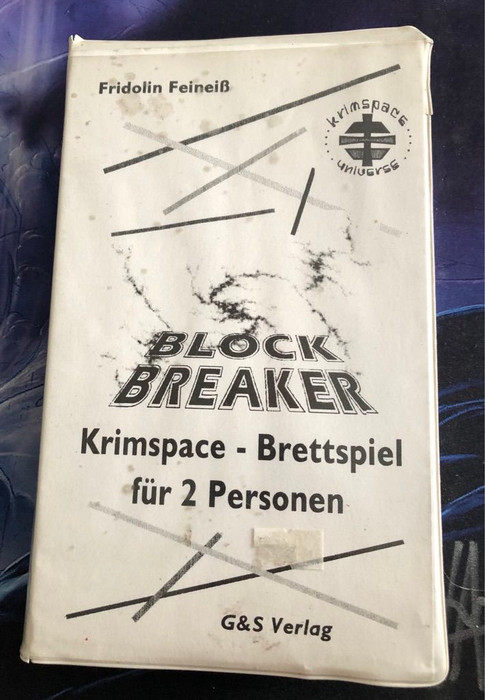 Fridolin Feineiß
krimspace
universe
BLOCK
BREAKER
Krimspace - Brettspiel
für 2 Personen
G&S Verlag